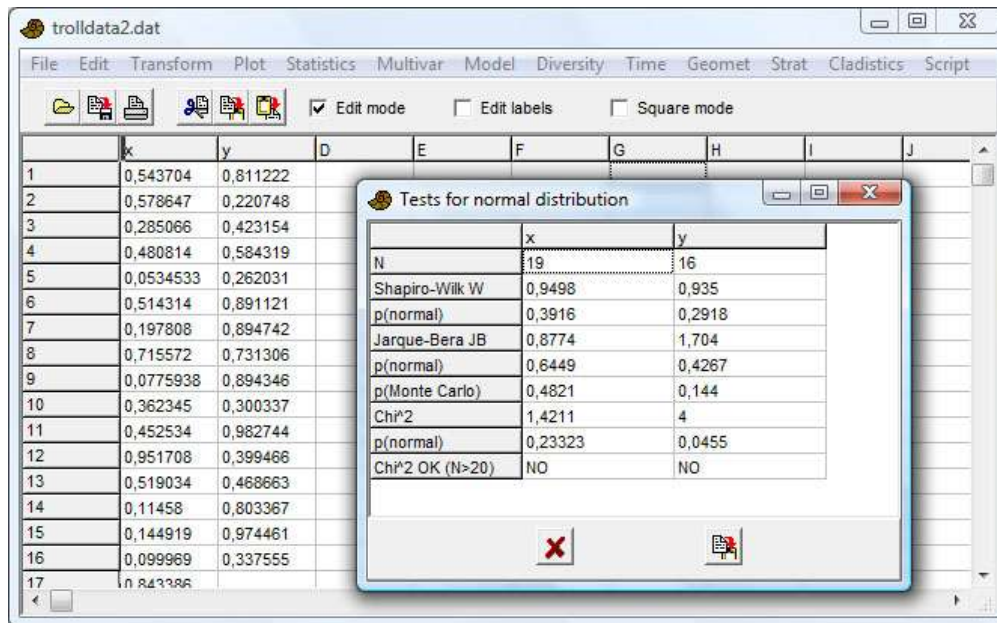 trolldata2.dat
File Edit Transform Plot Statistics Multivar Model Diversity Time Geomet Strat Cladistics Script
Edit mode Edit labels Square mode
x y D E F G H I J
1 0,543704 0,811222
2 0,578647 0,220748
3 0,285066 0,423154
4 0,480814 0,584319
5 0,0534533 0,262031
6 0,514314 0,891121
7 0,197808 0,894742
8 0,715572 0,731306
9 0,0775938 0,894346
10 0,362345 0,300337
11 0,452534 0,982744
12 0,951708 0,399466
13 0,519034 0,468663
14 0,11458 0,803367
15 0,144919 0,974461
16 0,099969 0,337555
17 0,843386
Tests for normal distribution
x y
N 19 16
Shapiro-Wilk W 0,9498 0,935
p(normal) 0,3916 0,2918
Jarque-Bera JB 0,8774 1,704
p(normal) 0,6449 0,4267
p(Monte Carlo) 0,4821 0,144
Chi^2 1,4211 4
p(normal) 0,23323 0,0455
Chi^2 OK (N>20) NO NO